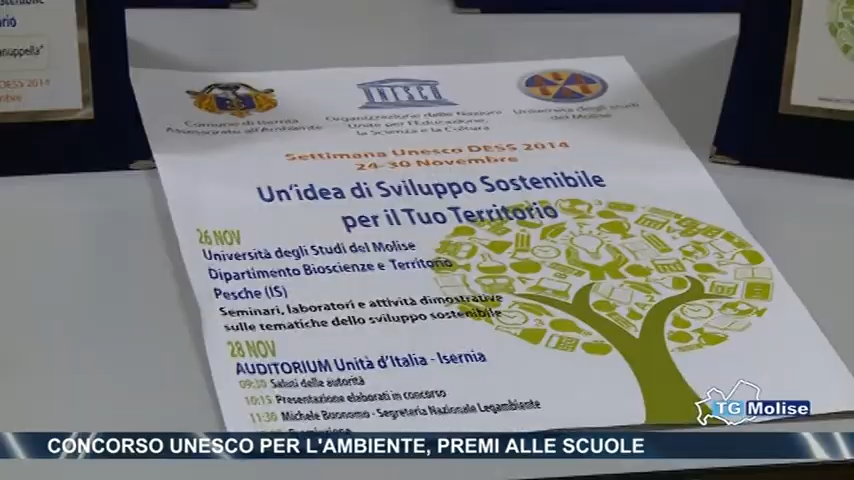 DESS 2014
Comune di Isernia
Assessorato all'Ambiente
UNESCO
Organizzazione delle Nazioni
Unite per l'Educazione,
la Scienza e la Cultura
Università degli Studi
del Molise
Settimana Unesco DESS 2014
24-30 Novembre
Un'idea di Sviluppo Sostenibile
per il Tuo Territorio
26 NOV
Università degli Studi del Molise
Dipartimento Bioscienze e Territorio
Pesche (IS)
Seminari, laboratori e attività dimostrative
sulle tematiche dello sviluppo sostenibile
28 NOV
AUDITORIUM Unità d'Italia - Isernia
09:30 Saluti delle autorità
10:15 Presentazione elaborati in concorso
11:30 Michele Buonomo - Segreteria Nazionale Legambiente
TG Molise
CONCORSO UNESCO PER L'AMBIENTE, PREMI ALLE SCUOLE